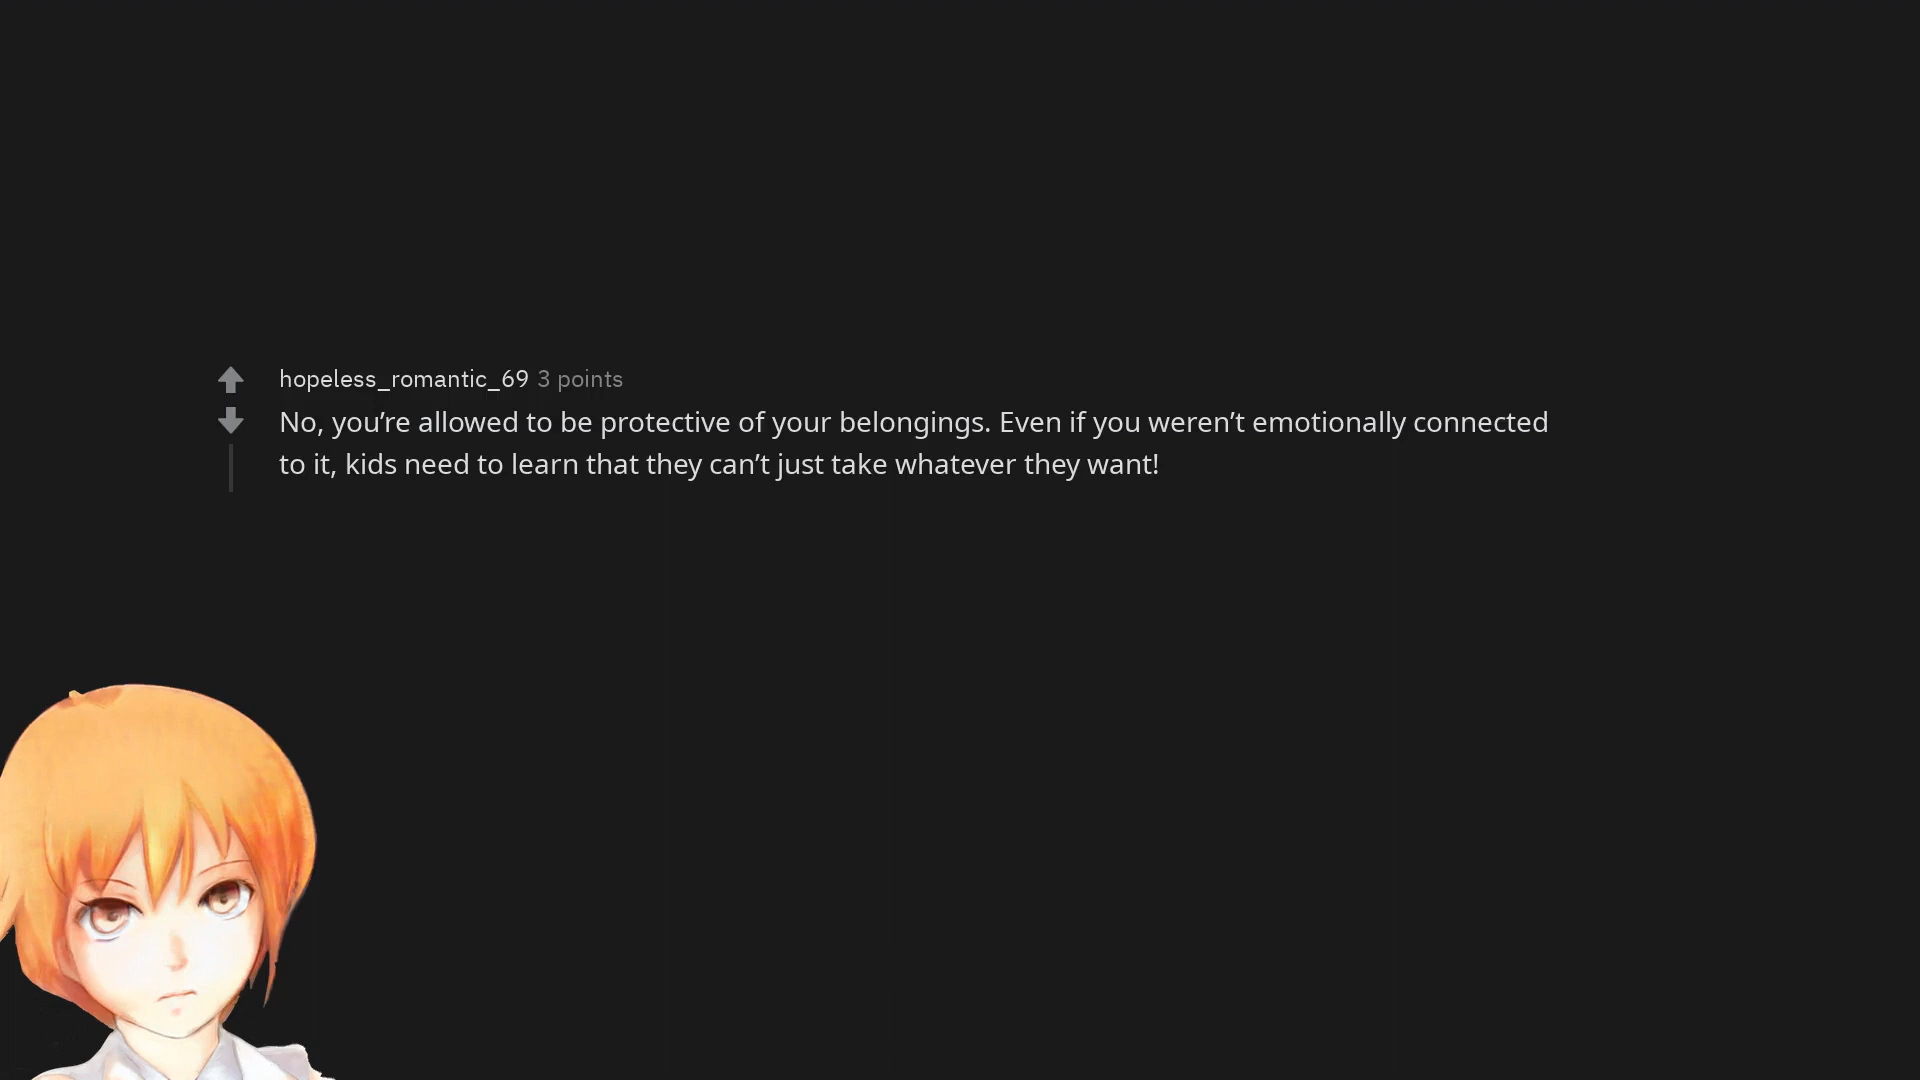 hopeless_romantic_69 3 points
No, you’re allowed to be protective of your belongings. Even if you weren’t emotionally connected
to it, kids need to learn that they can’t just take whatever they want!